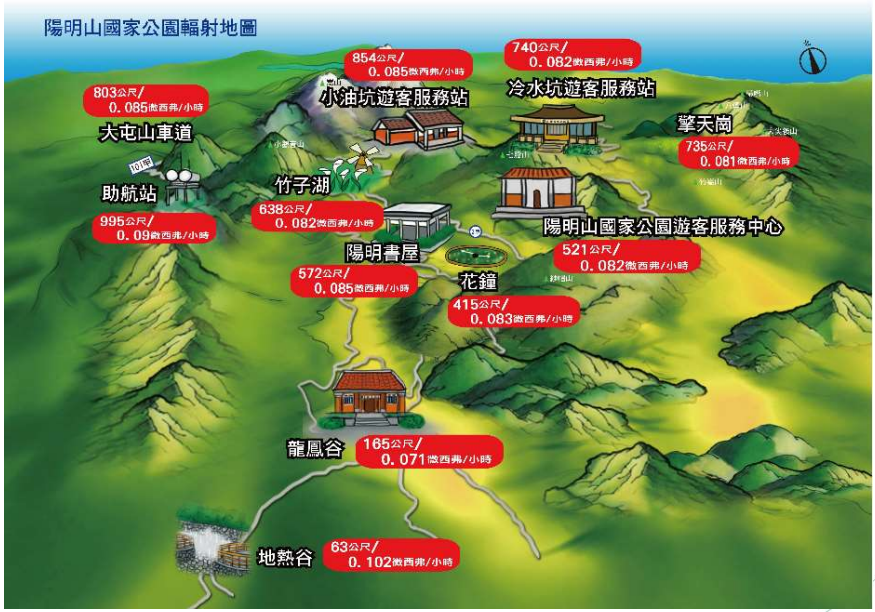 陽明山國家公園輻射地圖
854公尺/
0.085微西弗/小時
小油坑遊客服務站
740公尺/
0.082微西弗/小時
冷水坑遊客服務站
803公尺/
0.085微西弗/小時
大屯山車道
擎天崗
735公尺/
0.081微西弗/小時
101甲
助航站
995公尺/
0.09微西弗/小時
竹子湖
638公尺/
0.082微西弗/小時
七星山
陽明山國家公園遊客服務中心
521公尺/
0.082微西弗/小時
陽明書屋
572公尺/
0.085微西弗/小時
花鐘
415公尺/
0.083微西弗/小時
紗帽山
龍鳳谷
165公尺/
0.071微西弗/小時
地熱谷
63公尺/
0.102微西弗/小時